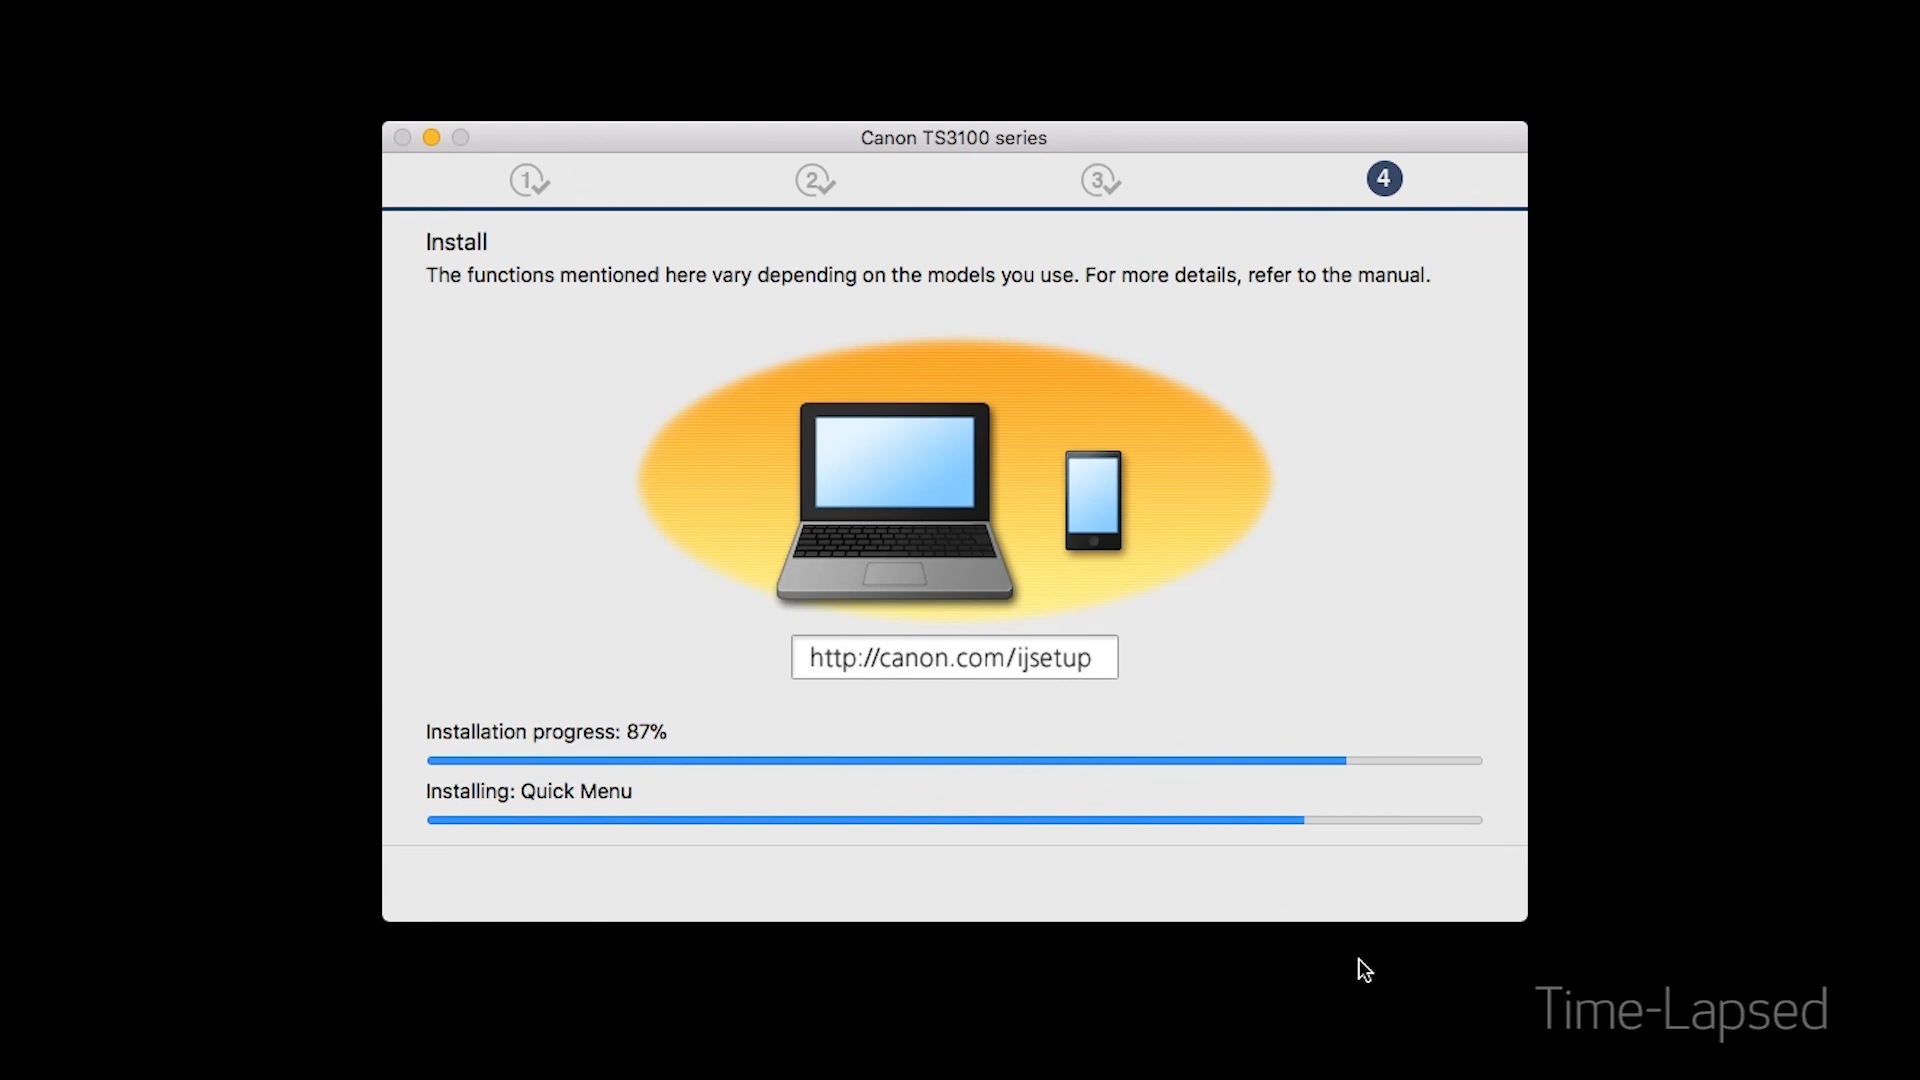 Canon TS3100 series
1
2
3
4
Install
The functions mentioned here vary depending on the models you use. For more details, refer to the manual.
http://canon.com/ijsetup
Installation progress: 87%
Installing: Quick Menu
Time-Lapsed